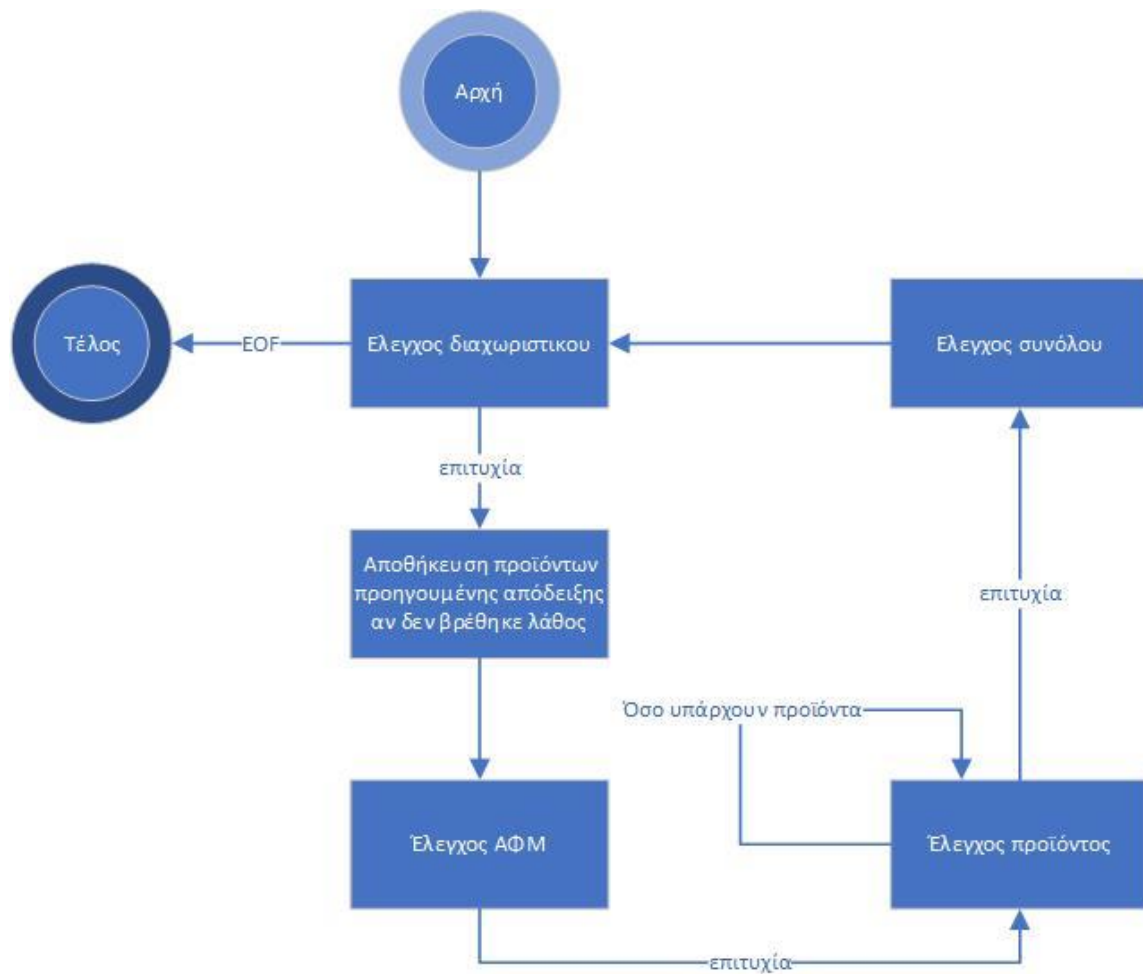 Αρχή
Τέλος
EOF
Ελεγχος διαχωριστικου
Ελεγχος συνόλου
επιτυχία
Αποθήκευση προϊόντων
προηγουμένης απόδειξης
αν δεν βρέθηκε λάθος
επιτυχία
Όσο υπάρχουν προϊόντα
Έλεγχος ΑΦΜ
Έλεγχος προϊόντος
επιτυχία